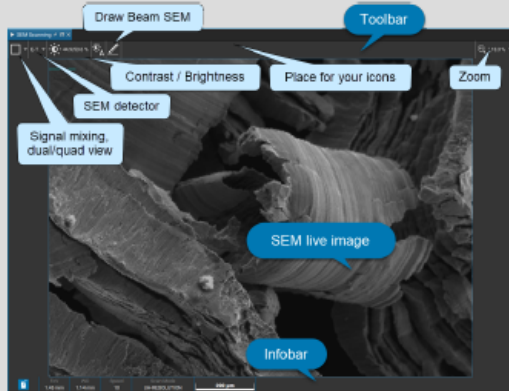 Draw Beam SEM
Toolbar
SEM Scanning
Contrast / Brightness
Place for your icons
Zoom
SEM detector
Signal mixing,
dual/quad view
SEM live image
Infobar